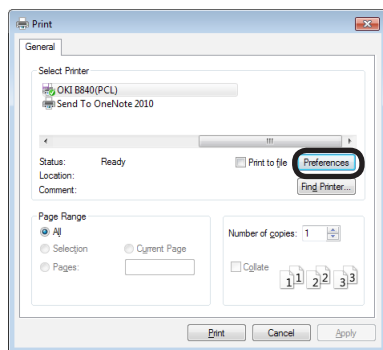 Print
General
Select Printer
OKI B840(PCL)
Send To OneNote 2010
Status: Ready
Print to file
Preferences
Location:
Comment:
Find Printer...
Page Range
All
Selection
Current Page
Pages:
Number of copies: 1
Collate
1 1 2 2 3 3
Print
Cancel
Apply